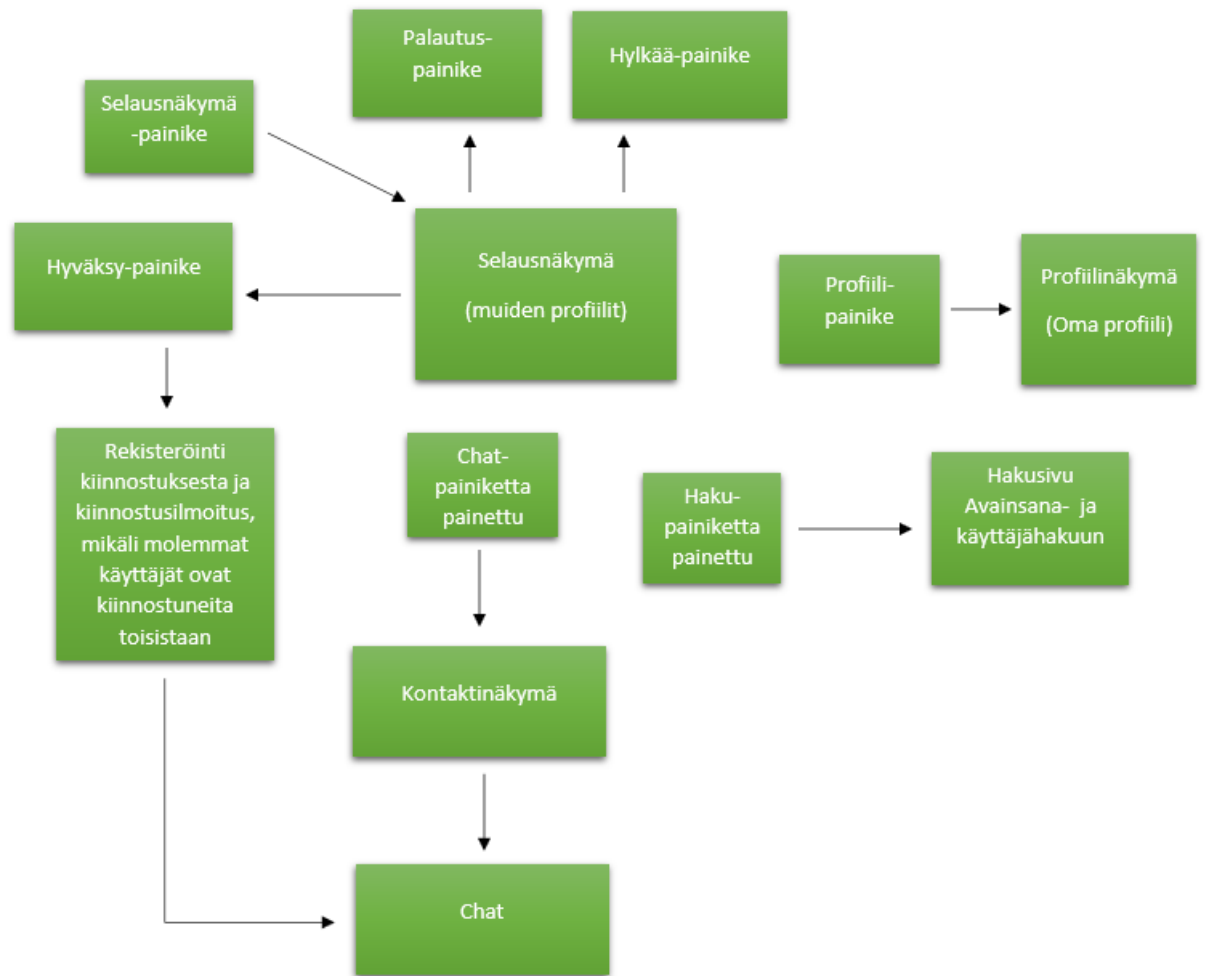 Palautus-
painike
Hylkää-painike
Selausnäkymä
-painike
Hyväksy-painike
Selausnäkymä
(muiden profiilit)
Profiili-
painike
Profiilinäkymä
(Oma profiili)
Rekisteröinti
kiinnostuksesta ja
kiinnostusilmoitus,
mikäli molemmat
käyttäjät ovat
kiinnostuneita
toisistaan
Chat-
painiketta
painettu
Haku-
painiketta
painettu
Hakusivu
Avainsana- ja
käyttäjähakuun
Kontaktinäkymä
Chat